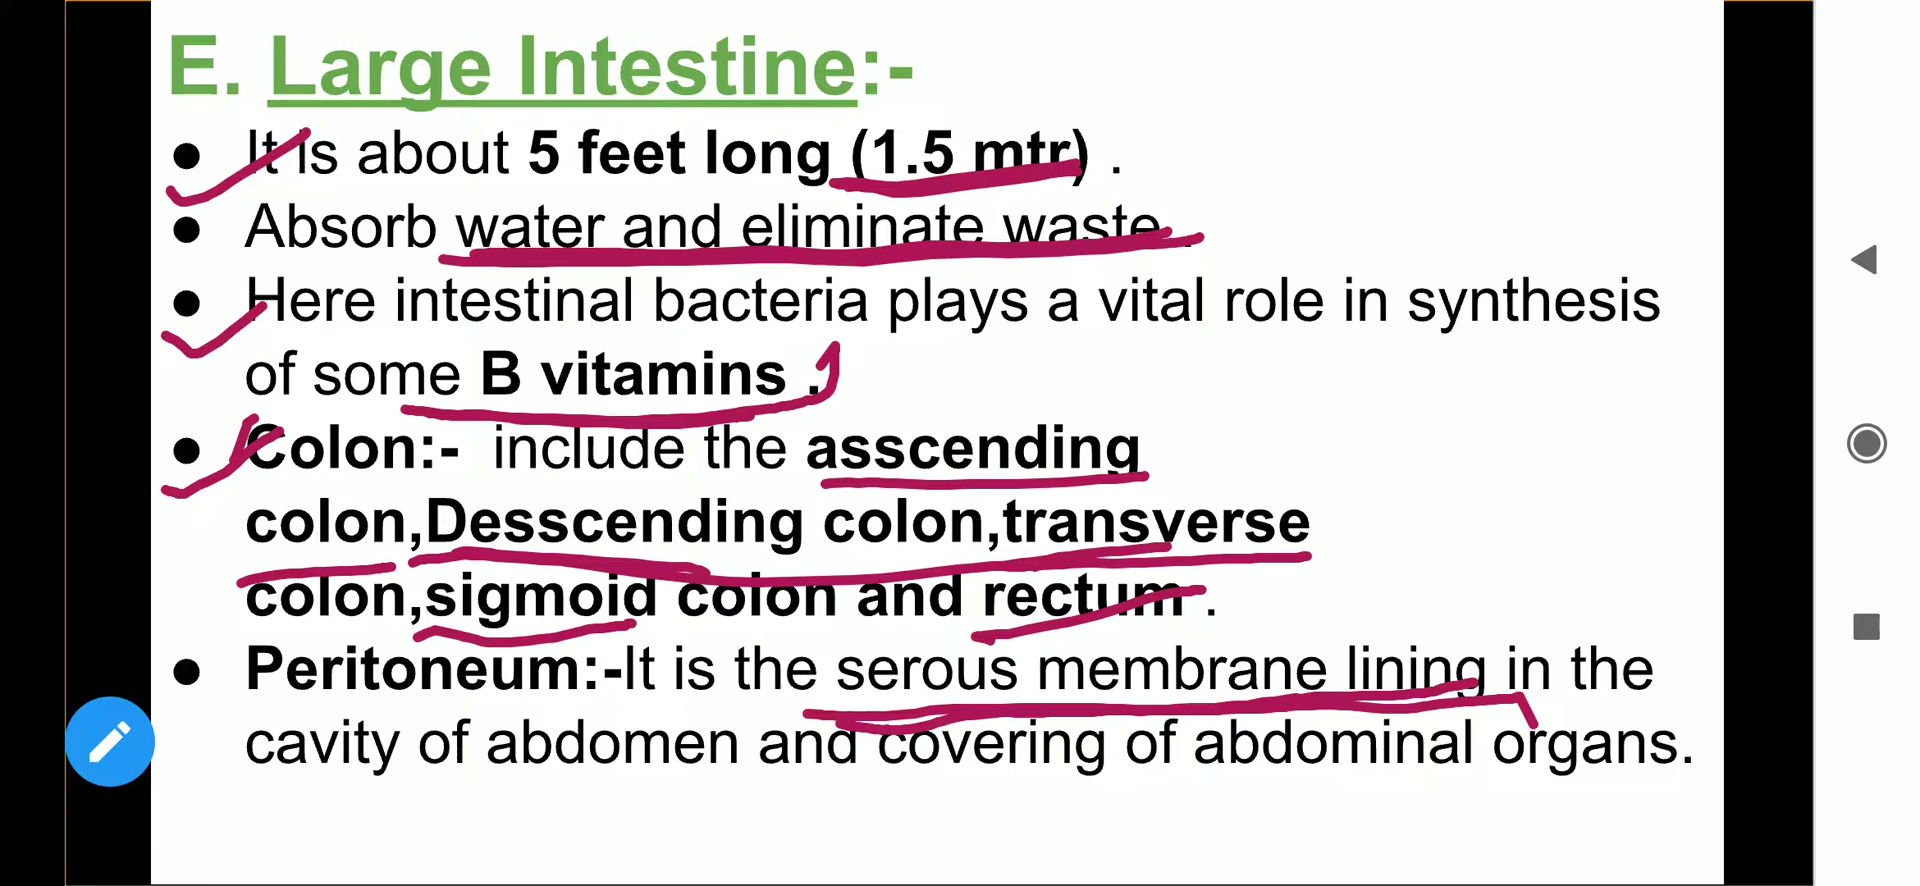 E. Large Intestine:-
● It is about 5 feet long (1.5 mtr) .
● Absorb water and eliminate waste .
● Here intestinal bacteria plays a vital role in synthesis
of some B vitamins .
● Colon:- include the asscending
colon,Desscending colon,transverse
colon,sigmoid colon and rectum .
● Peritoneum:-It is the serous membrane lining in the
cavity of abdomen and covering of abdominal organs.